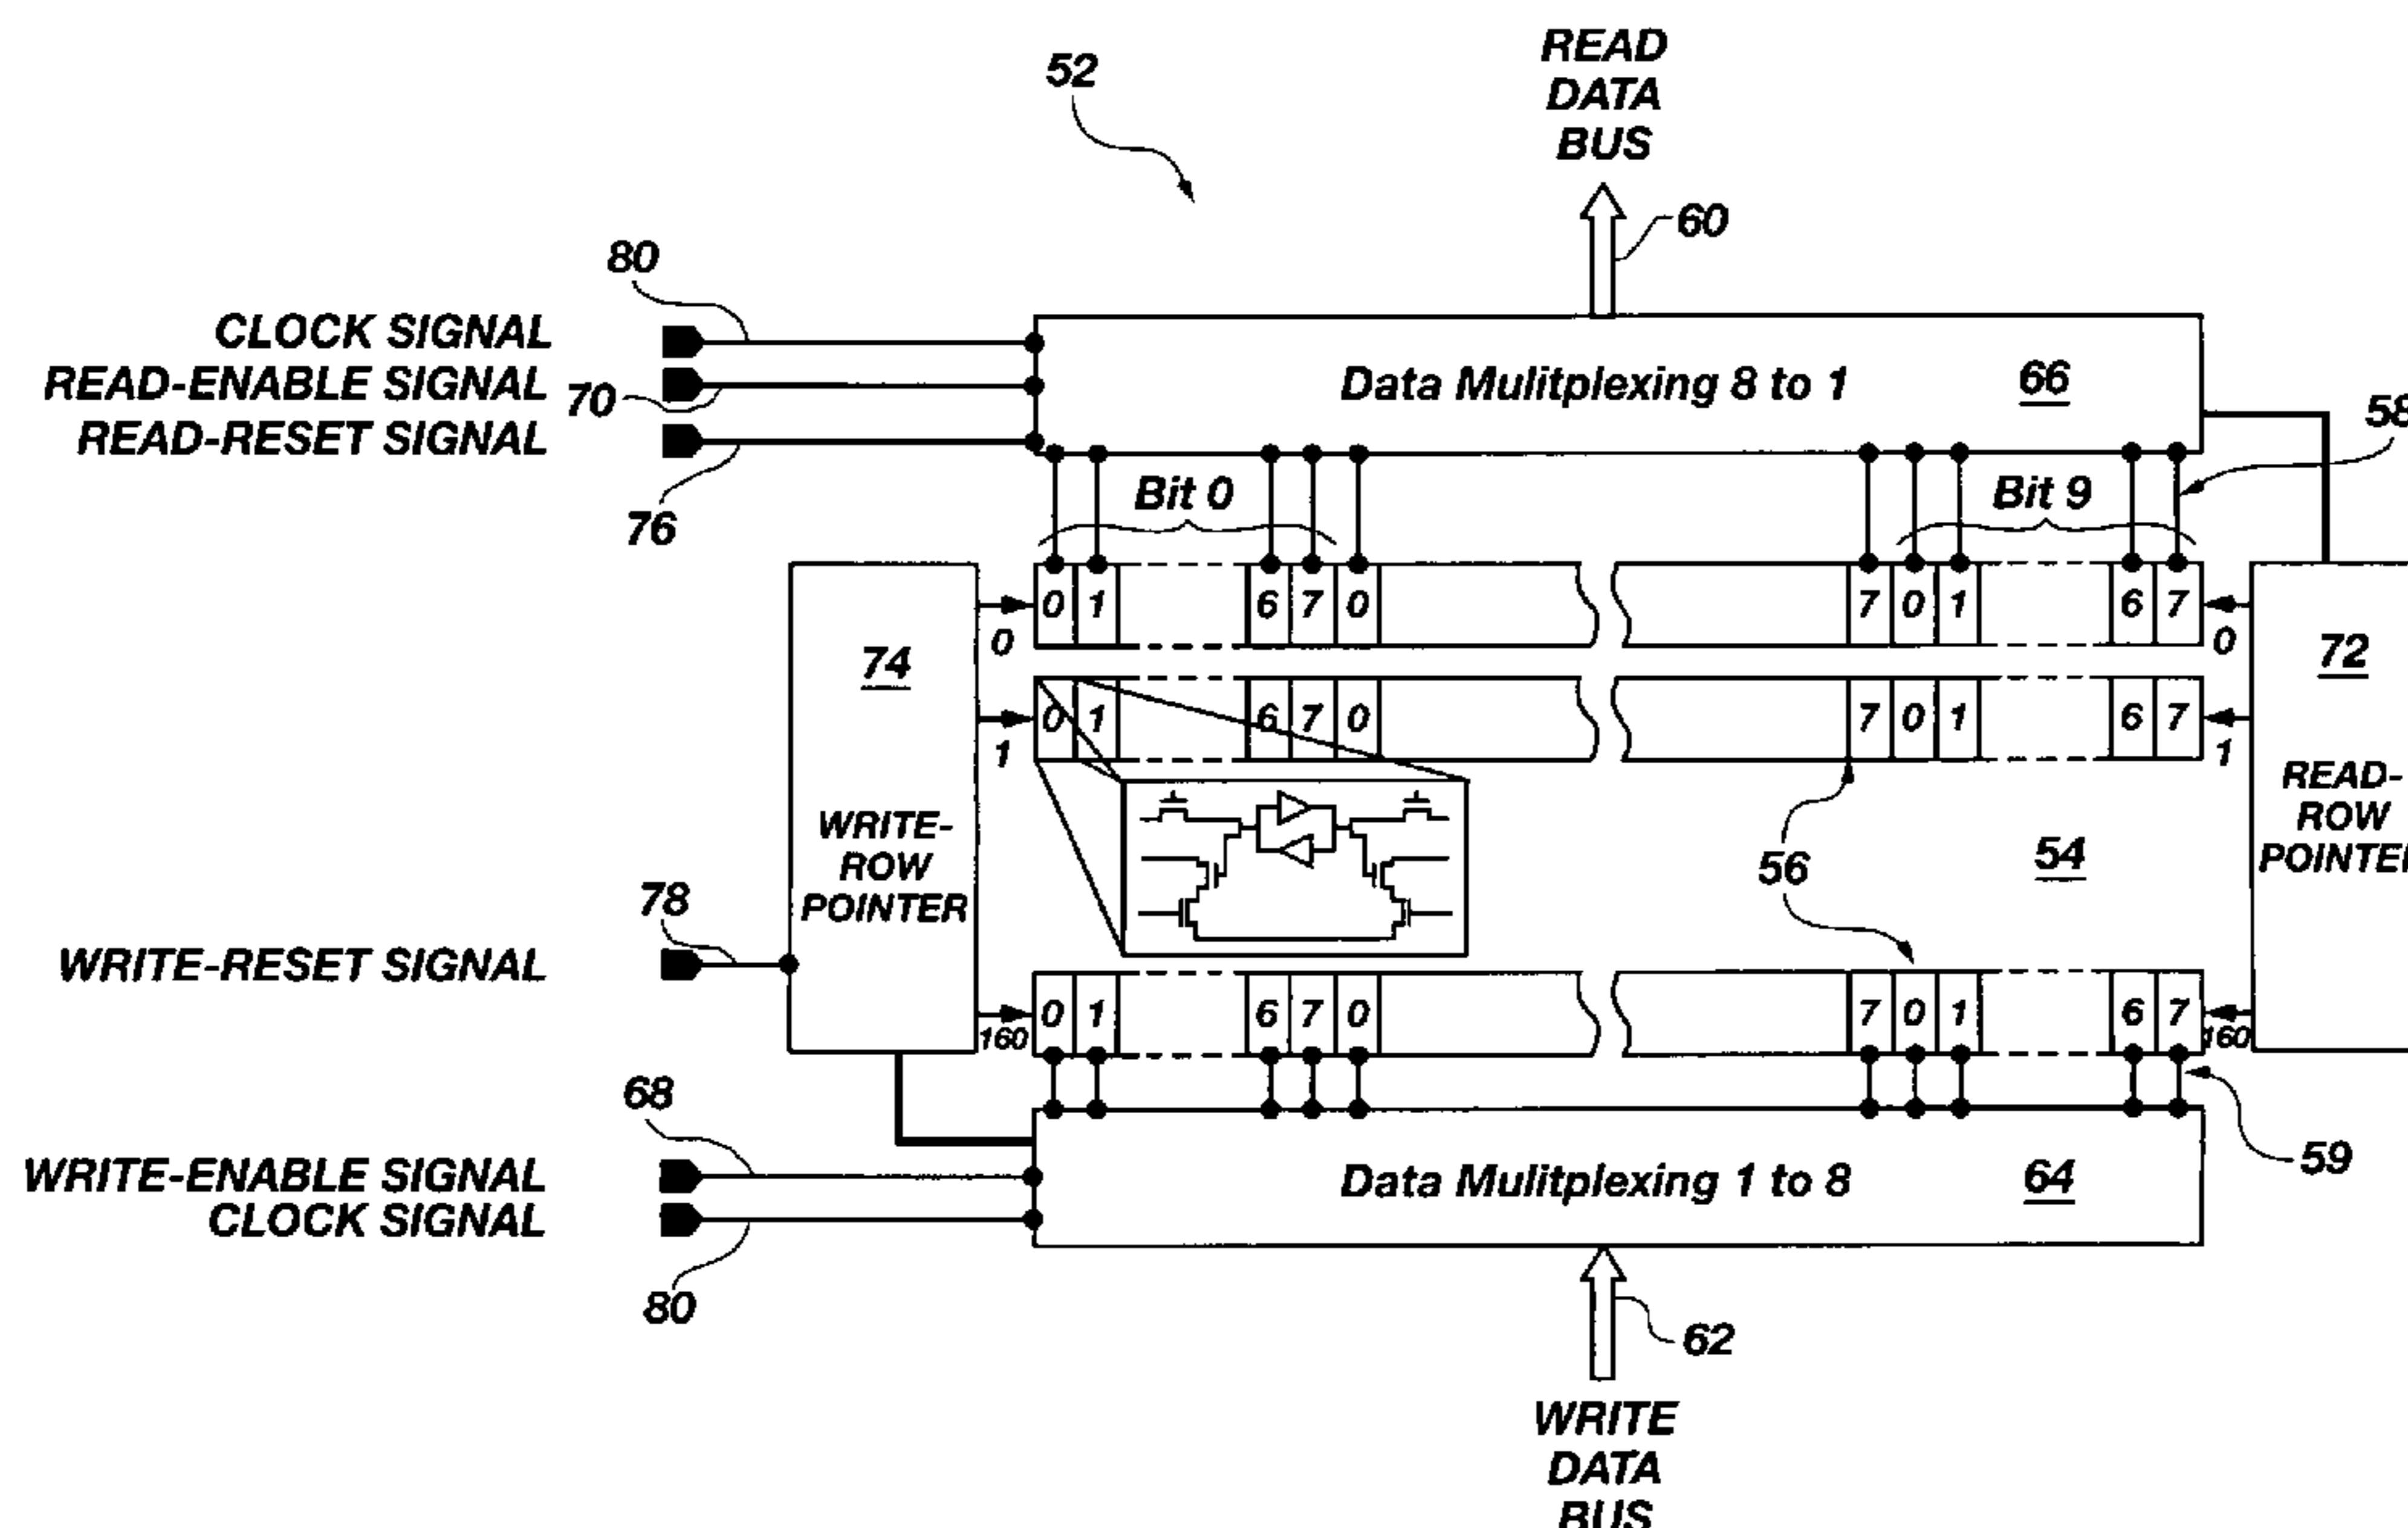 READ
DATA
BUS
52
60
80
CLOCK SIGNAL
READ-ENABLE SIGNAL
70
READ-RESET SIGNAL
76
Data Mulitplexing 8 to 1
66
58
Bit 0
Bit 9
0 1 6 7 0 7 0 1 6 7
0
0
74
72
0 1 6 7 0 7 0 1 6 7
1
1
WRITE-
ROW
POINTER
READ-
ROW
POINTER
56
54
78
WRITE-RESET SIGNAL
0 1 6 7 0 7 0 1 6 7
160
160
68
WRITE-ENABLE SIGNAL
CLOCK SIGNAL
80
Data Mulitplexing 1 to 8
64
59
62
WRITE
DATA
BUS